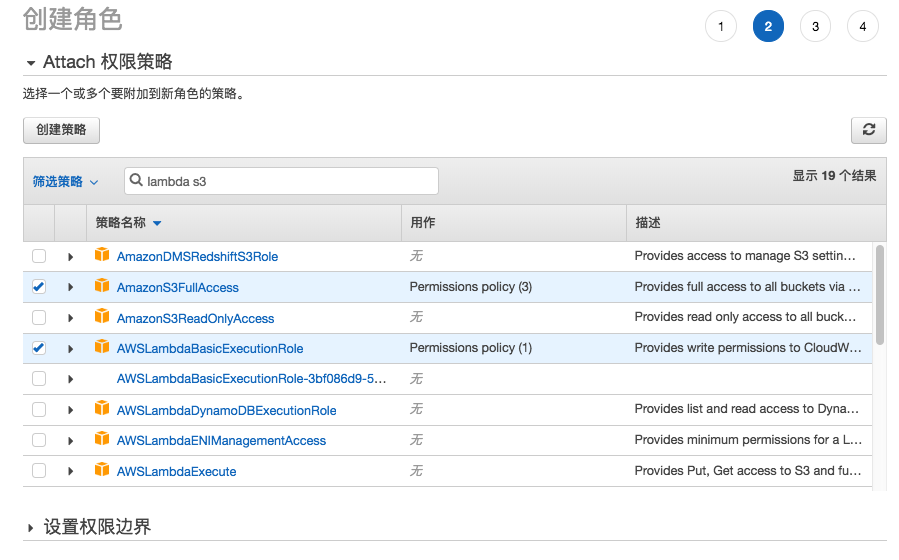 创建角色
1 2 3 4
Attach 权限策略
选择一个或多个要附加到新角色的策略。
创建策略
筛选策略 lambda s3 显示 19 个结果
策略名称 用作 描述
AmazonDMSRedshiftS3Role 无 Provides access to manage S3 settin…
AmazonS3FullAccess Permissions policy (3) Provides full access to all buckets via …
AmazonS3ReadOnlyAccess 无 Provides read only access to all buck…
AWSLambdaBasicExecutionRole Permissions policy (1) Provides write permissions to CloudW…
AWSLambdaBasicExecutionRole-3bf086d9-5… 无
AWSLambdaDynamoDBExecutionRole 无 Provides list and read access to Dyna…
AWSLambdaENIManagementAccess 无 Provides minimum permissions for a L…
AWSLambdaExecute 无 Provides Put, Get access to S3 and fu…
设置权限边界